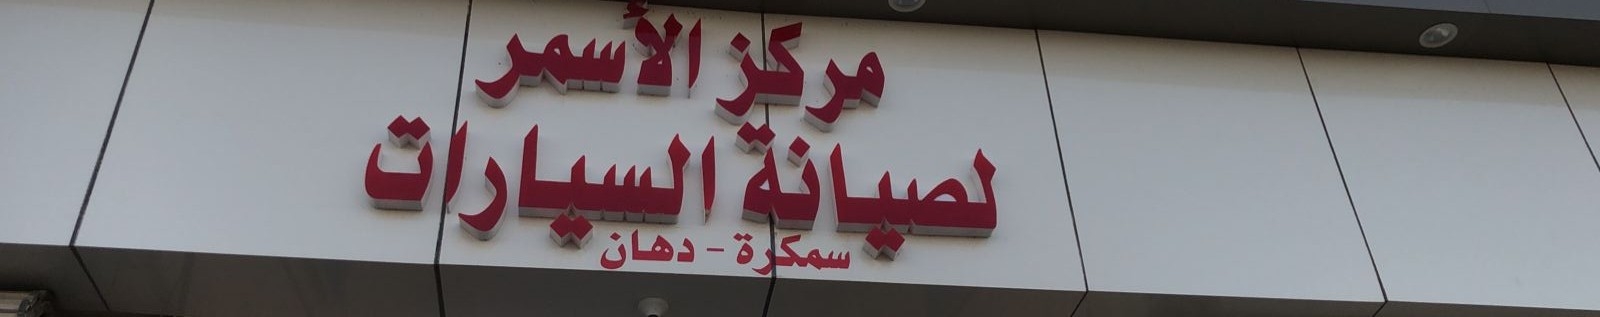 مركز الأسمر
لصيانة السيارات
سمكرة - دهان